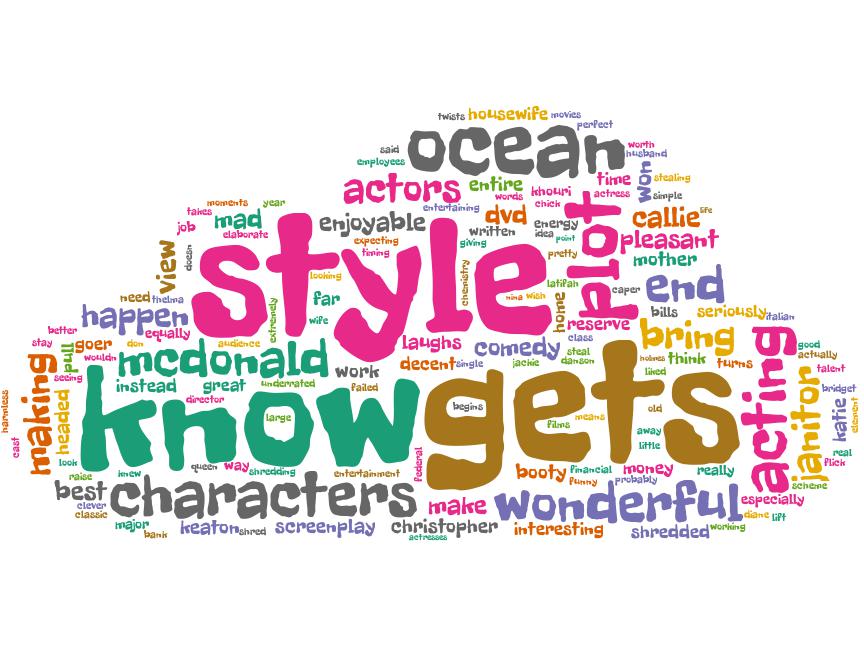 twists housewife movies
perfect
said ocean worth
employees husband
actors entire khouri time won stealing
words actress simple
moments year chick
takes entertaining
job mad enjoyable dvd energy plot callie life
elaborate written idea
expecting giving point pleasant
view doesn style timing pretty mother
looking chemistry
need thelma extremely far latifah caper end
nina wish home
happen wife reserve bills seriously italian
better equally
stay goer don audience laughs class bring acting good
wouldn comedy steal actually
making pull mcdonald work decent single jackie danson holmes think turns talent
seeing liked
harmless headed instead great underrated failed janitor bridget
director katie element
know large begins gets old
films means
away
cast little real
look knew queen way shredding entertainment federal booty financial money really flick
raise funny probably scheme
best characters make wonderful especially
clever
classic major keaton shred screenplay christopher interesting shredded working diane lift
bank actresses